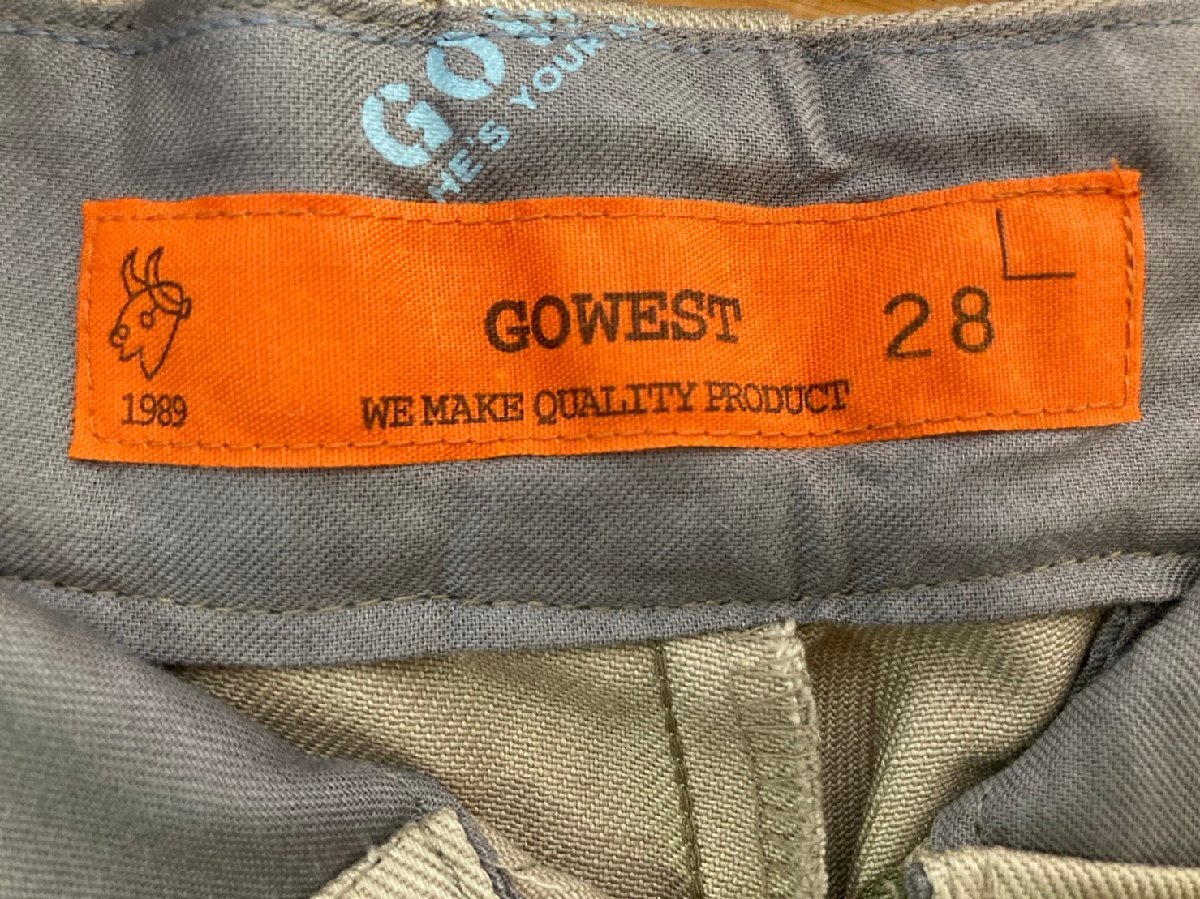 GO
HE'S YOUR
GOWEST
28
1989
WE MAKE QUALITY PRODUCT